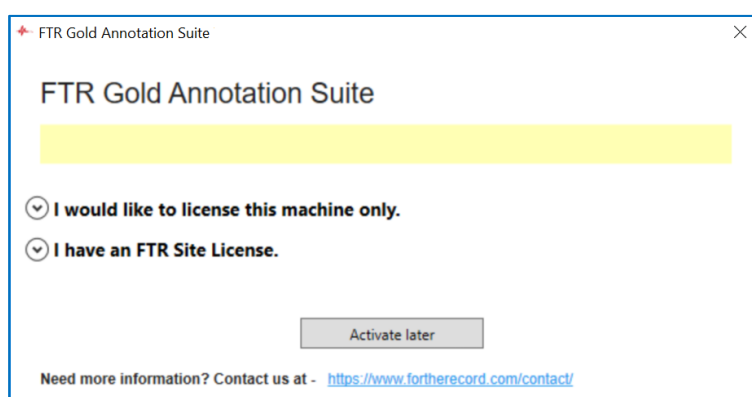 FTR Gold Annotation Suite
FTR Gold Annotation Suite
I would like to license this machine only.
I have an FTR Site License.
Activate later
Need more information? Contact us at - https://www.fortherecord.com/contact/